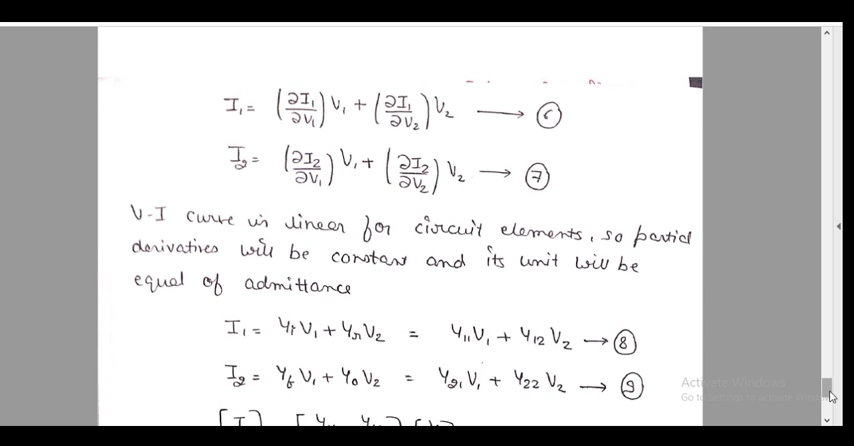 I₁ = (∂I₁/∂V₁) V₁ + (∂I₁/∂V₂) V₂ ⟶ ⑥
I₂ = (∂I₂/∂V₁) V₁ + (∂I₂/∂V₂) V₂ ⟶ ⑦
V-I curve is linear for circuit elements, so partial
derivatives will be constant and its unit will be
equal of admittance
I₁ = Yᵢ V₁ + Yᵣ V₂ = Y₁₁ V₁ + Y₁₂ V₂ ⟶ ⑧
I₂ = Y_f V₁ + Y₀ V₂ = Y₂₁ V₁ + Y₂₂ V₂ ⟶ ⑨
Activate Windows
Go to Settings to activate Windows